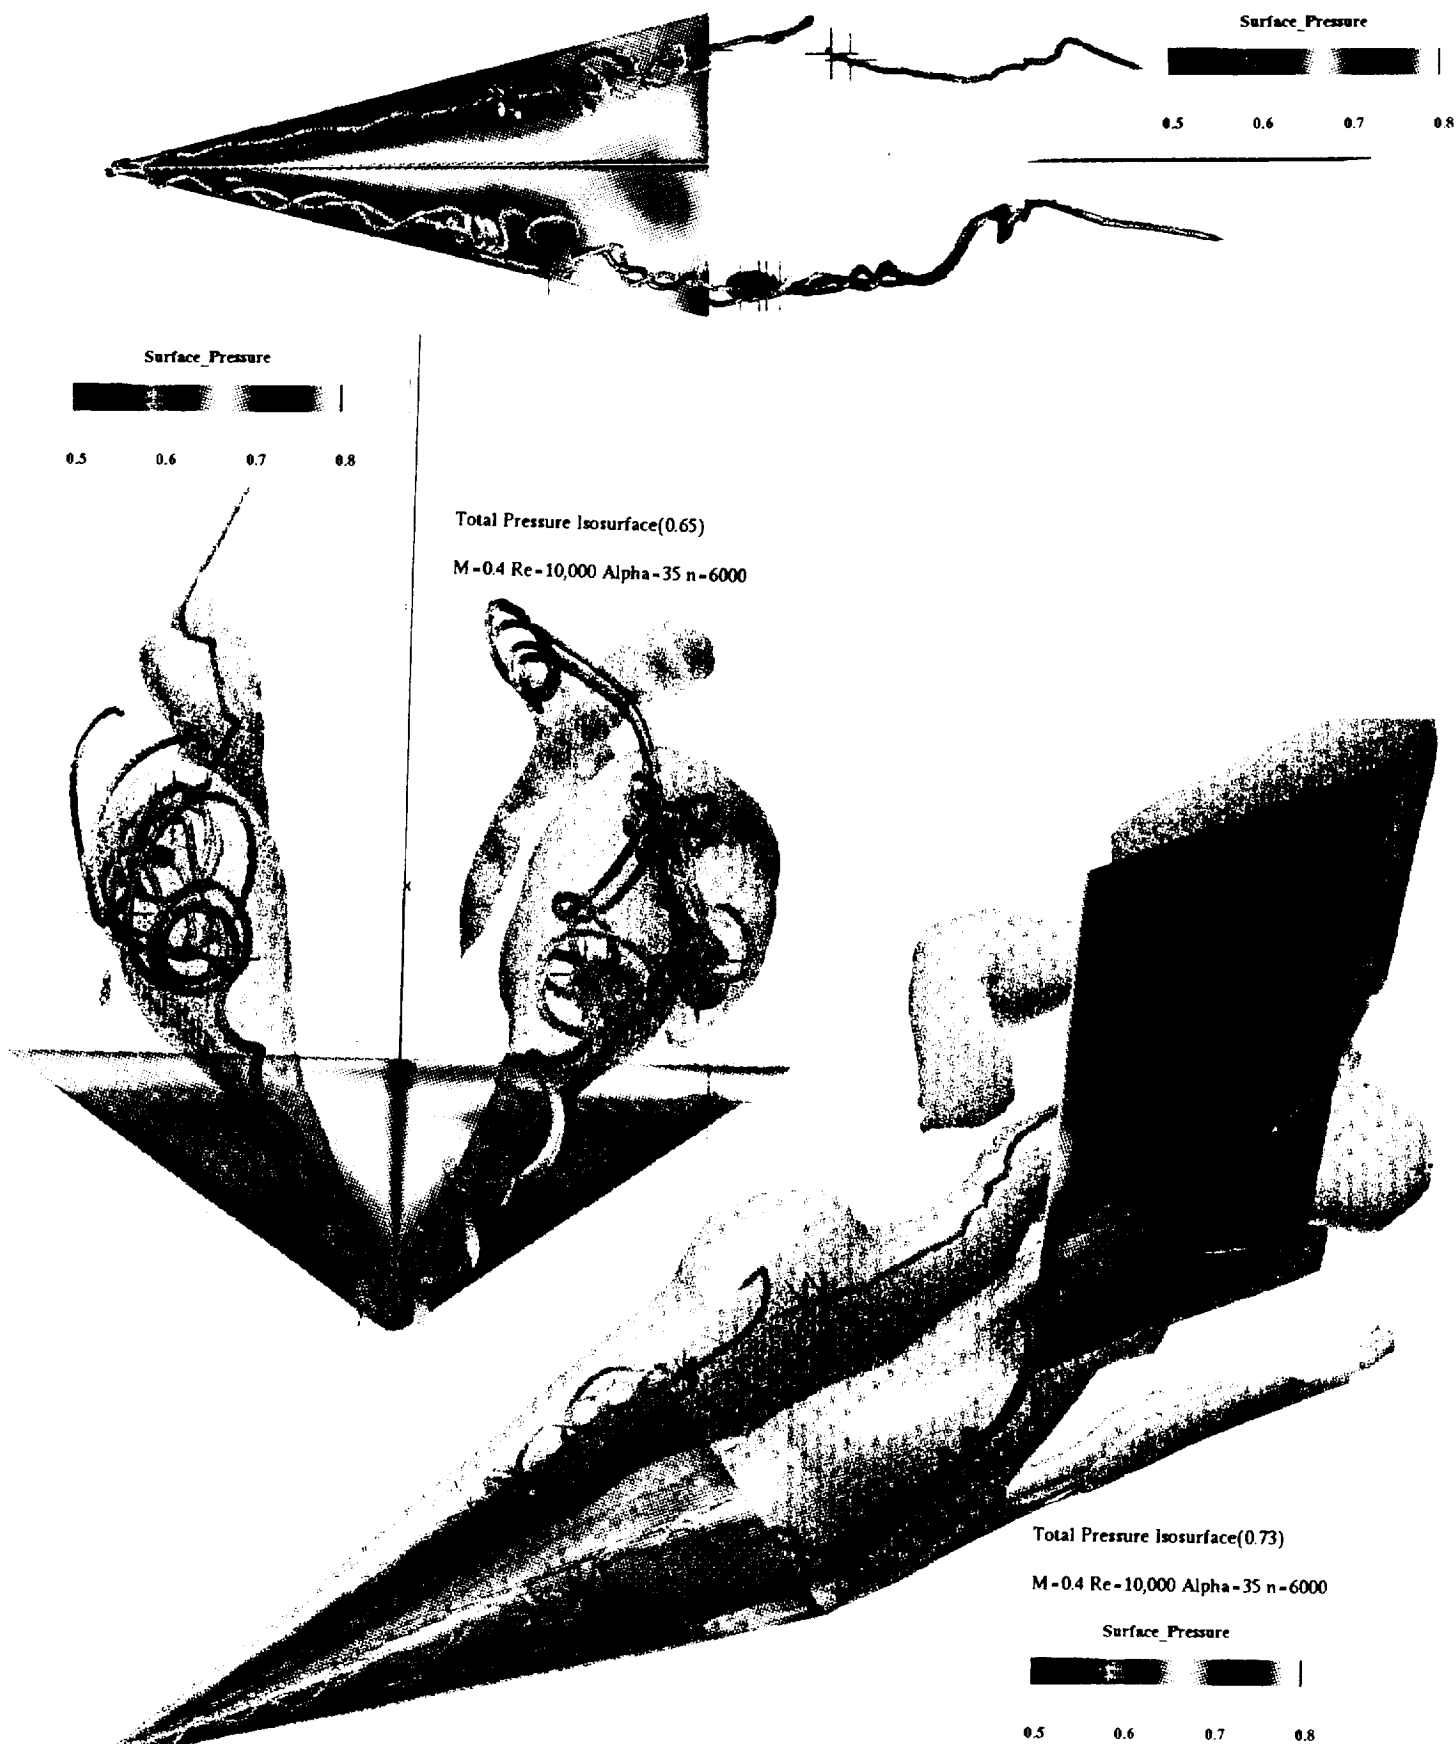 Surface_Pressure
0.5 0.6 0.7 0.8
Surface_Pressure
0.5 0.6 0.7 0.8
Total Pressure Isosurface(0.65)
M-0.4 Re-10,000 Alpha-35 n-6000
x
Total Pressure Isosurface(0.73)
M-0.4 Re-10,000 Alpha-35 n-6000
Surface_Pressure
0.5 0.6 0.7 0.8